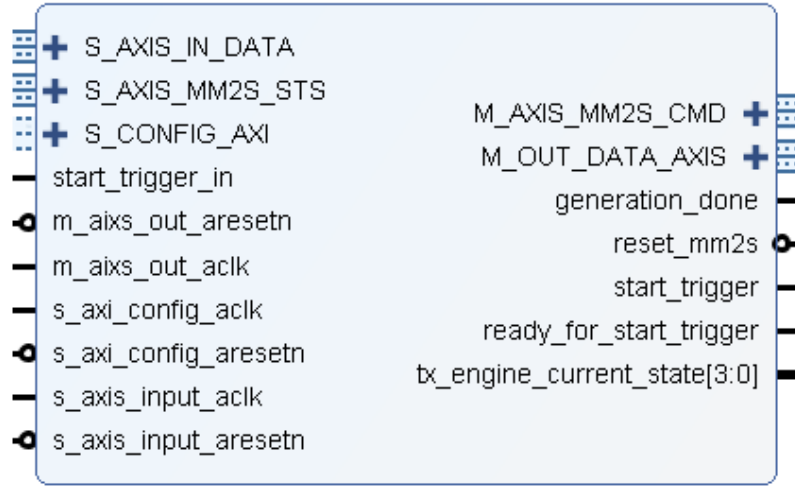 S_AXIS_IN_DATA
S_AXIS_MM2S_STS
S_CONFIG_AXI
start_trigger_in
m_aixs_out_aresetn
m_aixs_out_aclk
s_axi_config_aclk
s_axi_config_aresetn
s_axis_input_aclk
s_axis_input_aresetn
M_AXIS_MM2S_CMD
M_OUT_DATA_AXIS
generation_done
reset_mm2s
start_trigger
ready_for_start_trigger
tx_engine_current_state[3:0]